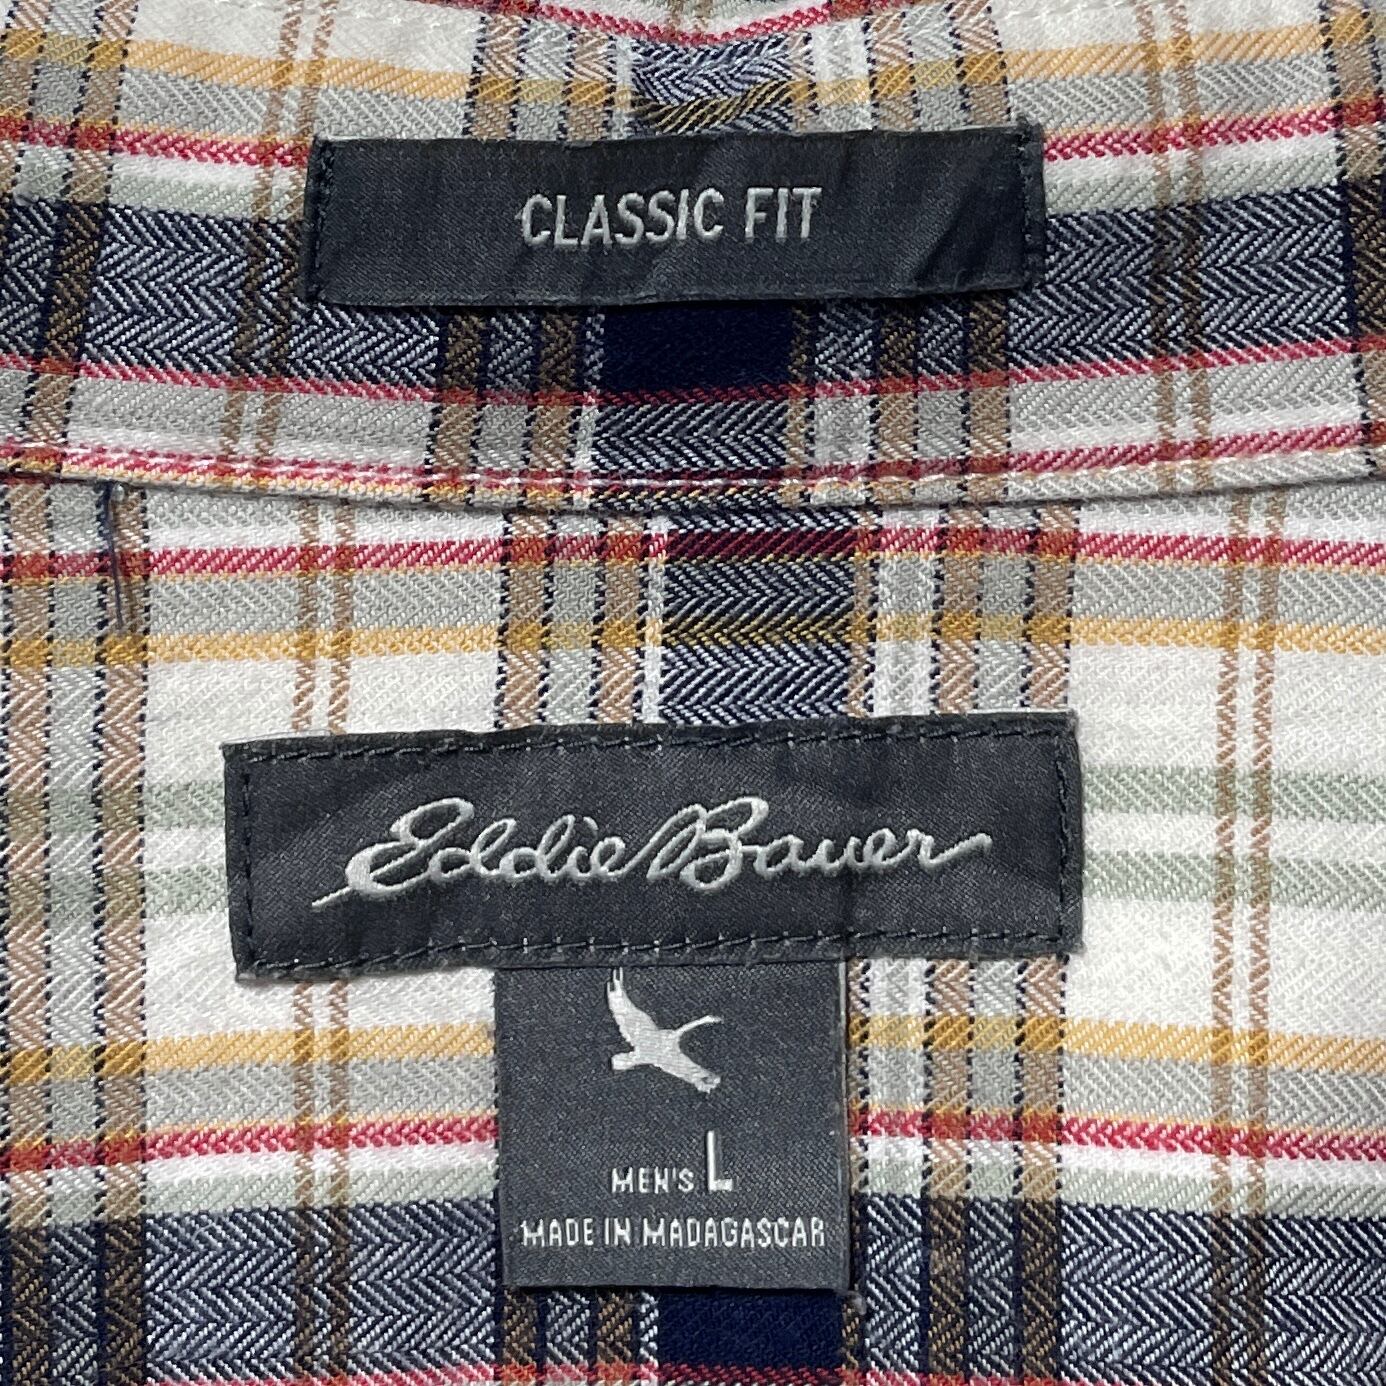 CLASSIC FIT
Eddie Bauer
MEN'S L
MADE IN MADAGASCAR